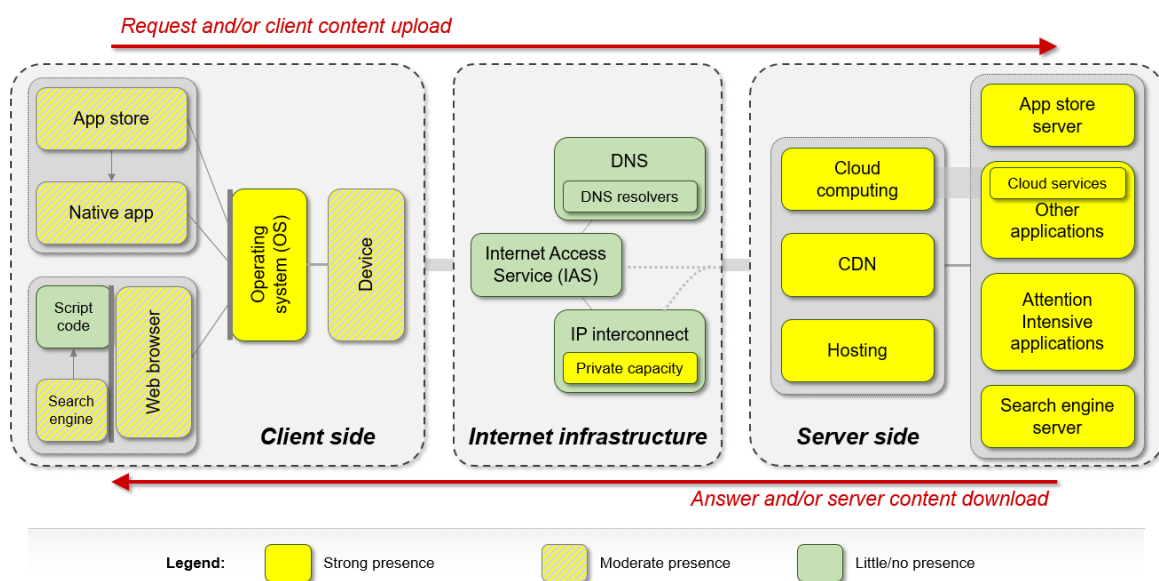 Request and/or client content upload
App store
Native app
Script
code
Search
engine
Web browser
Operating
system (OS)
Device
Client side
DNS
DNS resolvers
Internet Access
Service (IAS)
IP interconnect
Private capacity
Internet infrastructure
Cloud
computing
CDN
Hosting
Server side
App store
server
Cloud services
Other
applications
Attention
Intensive
applications
Search engine
server
Answer and/or server content download
Legend:
Strong presence
Moderate presence
Little/no presence